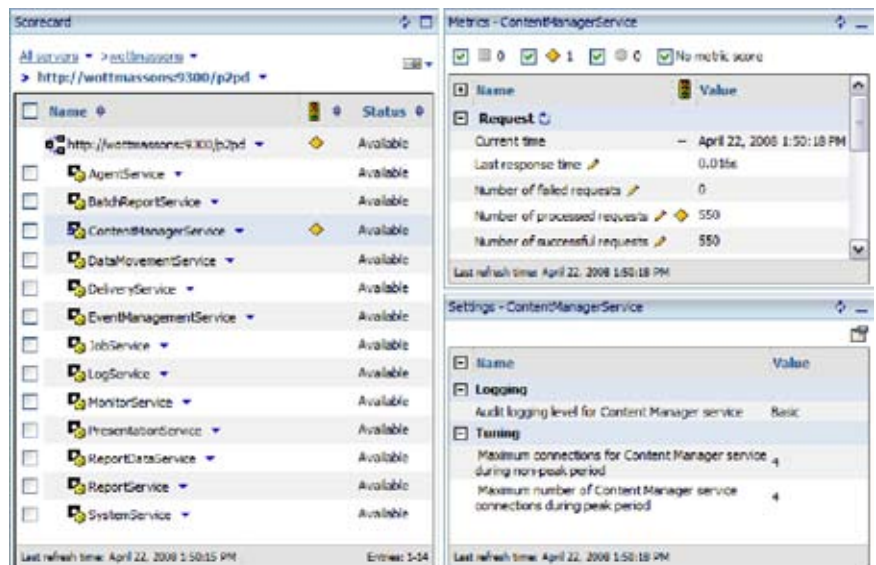 Scorecard
All servers > wottmassons
> http://wottmassons:9300/p2pd
Name Status
http://wottmassons:9300/p2pd Available
AgentService Available
BatchReportService Available
ContentManagerService Available
DataMovementService Available
DeliveryService Available
EventManagementService Available
JobService Available
LogService Available
MonitorService Available
PresentationService Available
ReportDataService Available
ReportService Available
SystemService Available
Last refresh time: April 22, 2008 1:50:15 PM Entries: 1-14
Metrics - ContentManagerService
0 1 0 No metric score
Name Value
Request
Current time -- April 22, 2008 1:50:18 PM
Last response time 0.016s
Number of failed requests 0
Number of processed requests 550
Number of successful requests 550
Last refresh time: April 22, 2008 1:50:18 PM
Settings - ContentManagerService
Name Value
Logging
Audit logging level for Content Manager service Basic
Tuning
Maximum connections for Content Manager service
during non-peak period 4
Maximum number of Content Manager service
connections during peak period 4
Last refresh time: April 22, 2008 1:50:18 PM